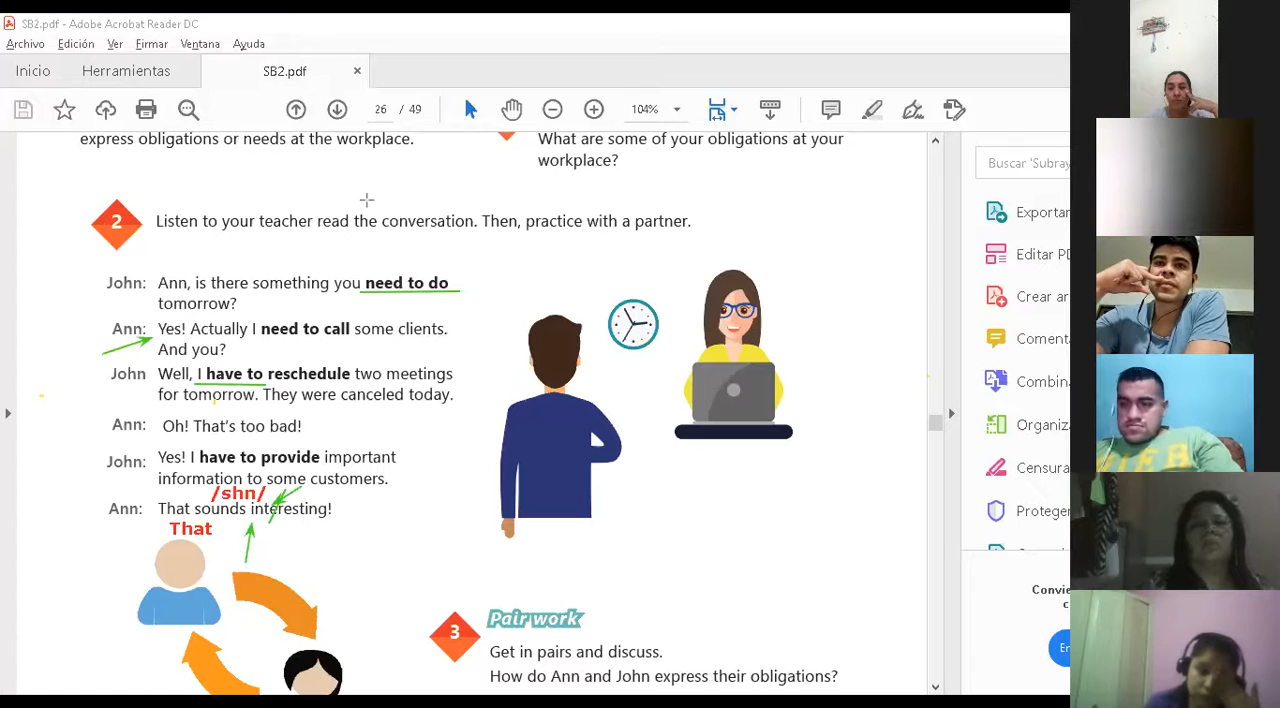 SB2.pdf - Adobe Acrobat Reader DC
Archivo Edición Ver Firmar Ventana Ayuda
Inicio Herramientas SB2.pdf ×
26 / 49 104%
express obligations or needs at the workplace.
What are some of your obligations at your
workplace?
2 Listen to your teacher read the conversation. Then, practice with a partner.
John: Ann, is there something you need to do
tomorrow?
Ann: Yes! Actually I need to call some clients.
And you?
John Well, I have to reschedule two meetings
for tomorrow. They were canceled today.
Ann: Oh! That's too bad!
John: Yes! I have to provide important
information to some customers.
/shn/
Ann: That sounds interesting!
That
3 Pair work
Get in pairs and discuss.
How do Ann and John express their obligations?
Buscar 'Subray
Exportar
Editar PD
Crear ar
Comenta
Combina
Organiza
Censura
Proteger
Convie
c
En